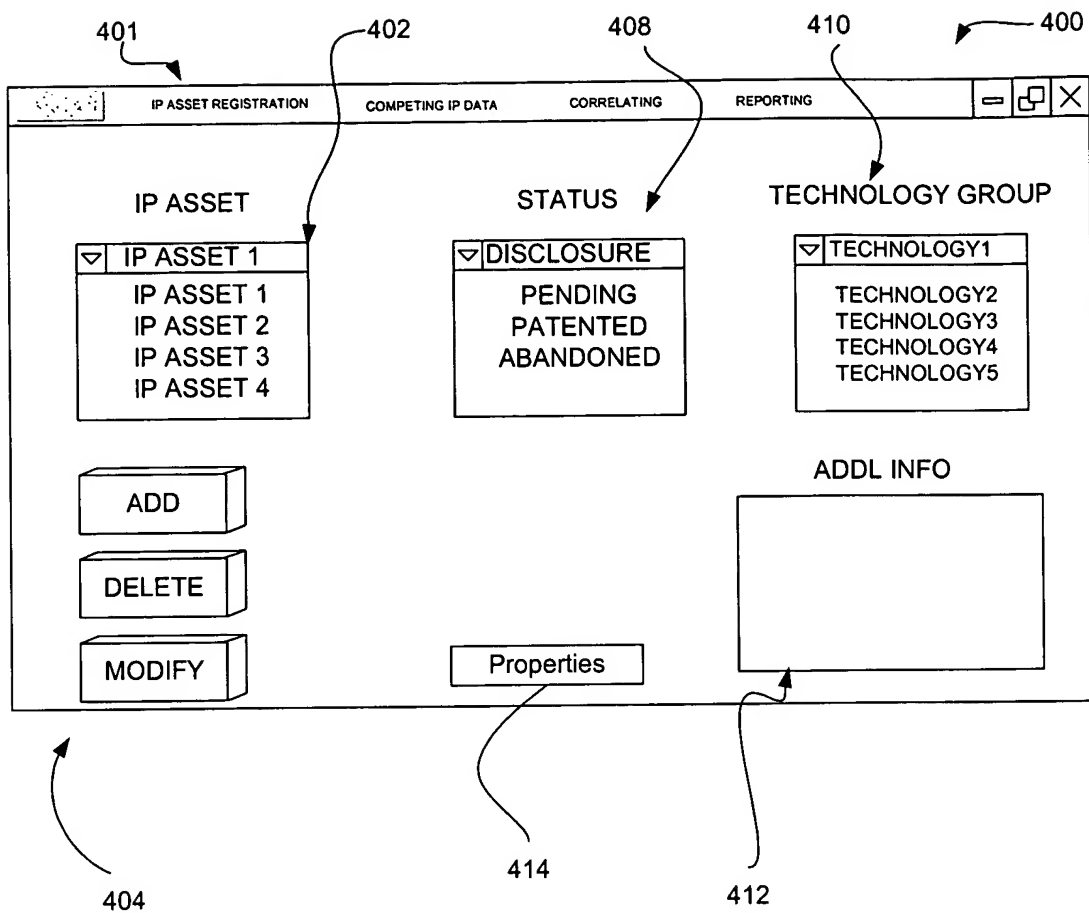 401
402
408
410
400
IP ASSET REGISTRATION COMPETING IP DATA CORRELATING REPORTING
IP ASSET
STATUS
TECHNOLOGY GROUP
IP ASSET 1
IP ASSET 1
IP ASSET 2
IP ASSET 3
IP ASSET 4
DISCLOSURE
PENDING
PATENTED
ABANDONED
TECHNOLOGY1
TECHNOLOGY2
TECHNOLOGY3
TECHNOLOGY4
TECHNOLOGY5
ADD
DELETE
MODIFY
Properties
ADDL INFO
404
414
412